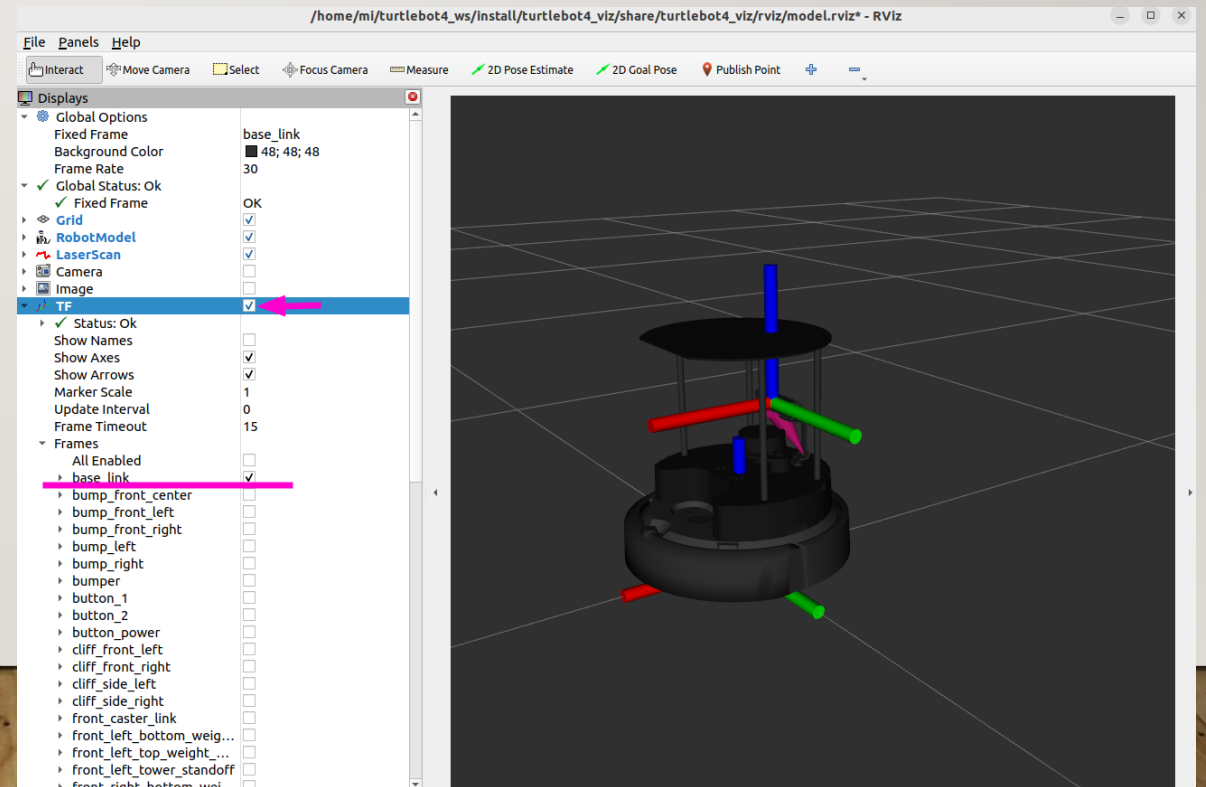 /home/mi/turtlebot4_ws/install/turtlebot4_viz/share/turtlebot4_viz/rviz/model.rviz* - RViz
File Panels Help
Interact Move Camera Select Focus Camera Measure 2D Pose Estimate 2D Goal Pose Publish Point
Displays
Global Options
Fixed Frame base_link
Background Color 48; 48; 48
Frame Rate 30
Global Status: Ok
Fixed Frame OK
Grid
RobotModel
LaserScan
Camera
Image
TF
Status: Ok
Show Names
Show Axes
Show Arrows
Marker Scale 1
Update Interval 0
Frame Timeout 15
Frames
All Enabled
base_link
bump_front_center
bump_front_left
bump_front_right
bump_left
bump_right
bumper
button_1
button_2
button_power
cliff_front_left
cliff_front_right
cliff_side_left
cliff_side_right
front_caster_link
front_left_bottom_weig...
front_left_top_weight_...
front_left_tower_standoff
front_right_bottom_wei...